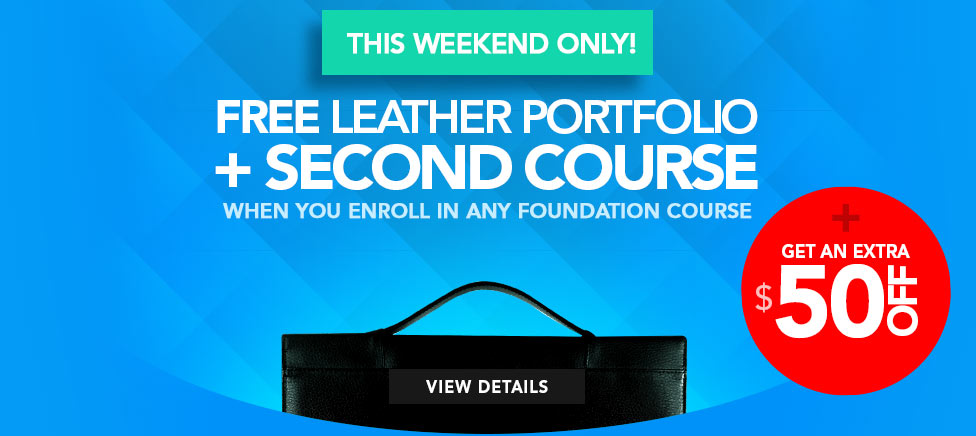 THIS WEEKEND ONLY!
FREE LEATHER PORTFOLIO
+ SECOND COURSE
WHEN YOU ENROLL IN ANY FOUNDATION COURSE
+
GET AN EXTRA
$50 OFF
VIEW DETAILS